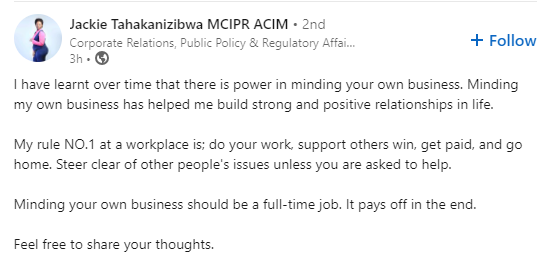 Jackie Tahakanizibwa MCIPR ACIM • 2nd
Corporate Relations, Public Policy & Regulatory Affai...
3h •
+ Follow
I have learnt over time that there is power in minding your own business. Minding
my own business has helped me build strong and positive relationships in life.
My rule NO.1 at a workplace is; do your work, support others win, get paid, and go
home. Steer clear of other people's issues unless you are asked to help.
Minding your own business should be a full-time job. It pays off in the end.
Feel free to share your thoughts.